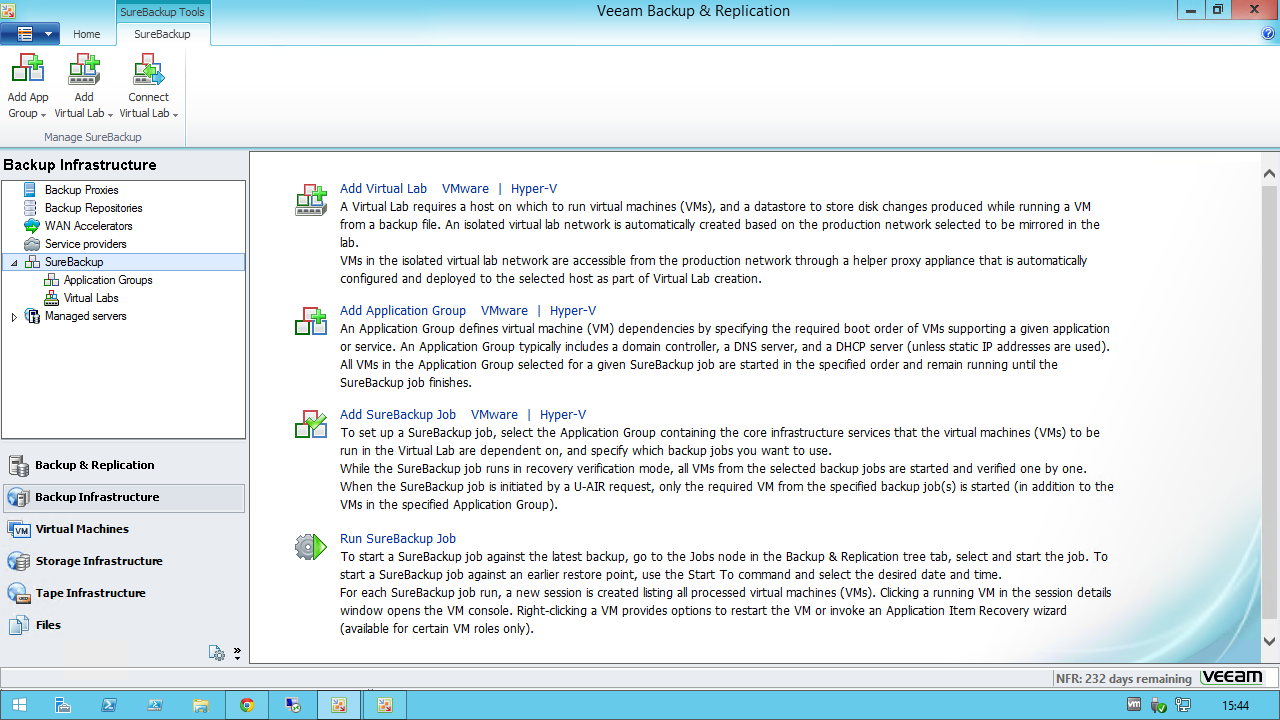 SureBackup Tools
Veeam Backup & Replication
Home
SureBackup
Add App Group
Add Virtual Lab
Connect Virtual Lab
Manage SureBackup
Backup Infrastructure
Backup Proxies
Backup Repositories
WAN Accelerators
Service providers
SureBackup
Application Groups
Virtual Labs
Managed servers
Backup & Replication
Backup Infrastructure
Virtual Machines
Storage Infrastructure
Tape Infrastructure
Files
Add Virtual Lab VMware | Hyper-V
A Virtual Lab requires a host on which to run virtual machines (VMs), and a datastore to store disk changes produced while running a VM
from a backup file. An isolated virtual lab network is automatically created based on the production network selected to be mirrored in the
lab.
VMs in the isolated virtual lab network are accessible from the production network through a helper proxy appliance that is automatically
configured and deployed to the selected host as part of Virtual Lab creation.
Add Application Group VMware | Hyper-V
An Application Group defines virtual machine (VM) dependencies by specifying the required boot order of VMs supporting a given application
or service. An Application Group typically includes a domain controller, a DNS server, and a DHCP server (unless static IP addresses are used).
All VMs in the Application Group selected for a given SureBackup job are started in the specified order and remain running until the
SureBackup job finishes.
Add SureBackup Job VMware | Hyper-V
To set up a SureBackup job, select the Application Group containing the core infrastructure services that the virtual machines (VMs) to be
run in the Virtual Lab are dependent on, and specify which backup jobs you want to use.
While the SureBackup job runs in recovery verification mode, all VMs from the selected backup jobs are started and verified one by one.
When the SureBackup job is initiated by a U-AIR request, only the required VM from the specified backup job(s) is started (in addition to the
VMs in the specified Application Group).
Run SureBackup Job
To start a SureBackup job against the latest backup, go to the Jobs node in the Backup & Replication tree tab, select and start the job. To
start a SureBackup job against an earlier restore point, use the Start To command and select the desired date and time.
For each SureBackup job run, a new session is created listing all processed virtual machines (VMs). Clicking a running VM in the session details
window opens the VM console. Right-clicking a VM provides options to restart the VM or invoke an Application Item Recovery wizard
(available for certain VM roles only).
NFR: 232 days remaining
veeam
15:44